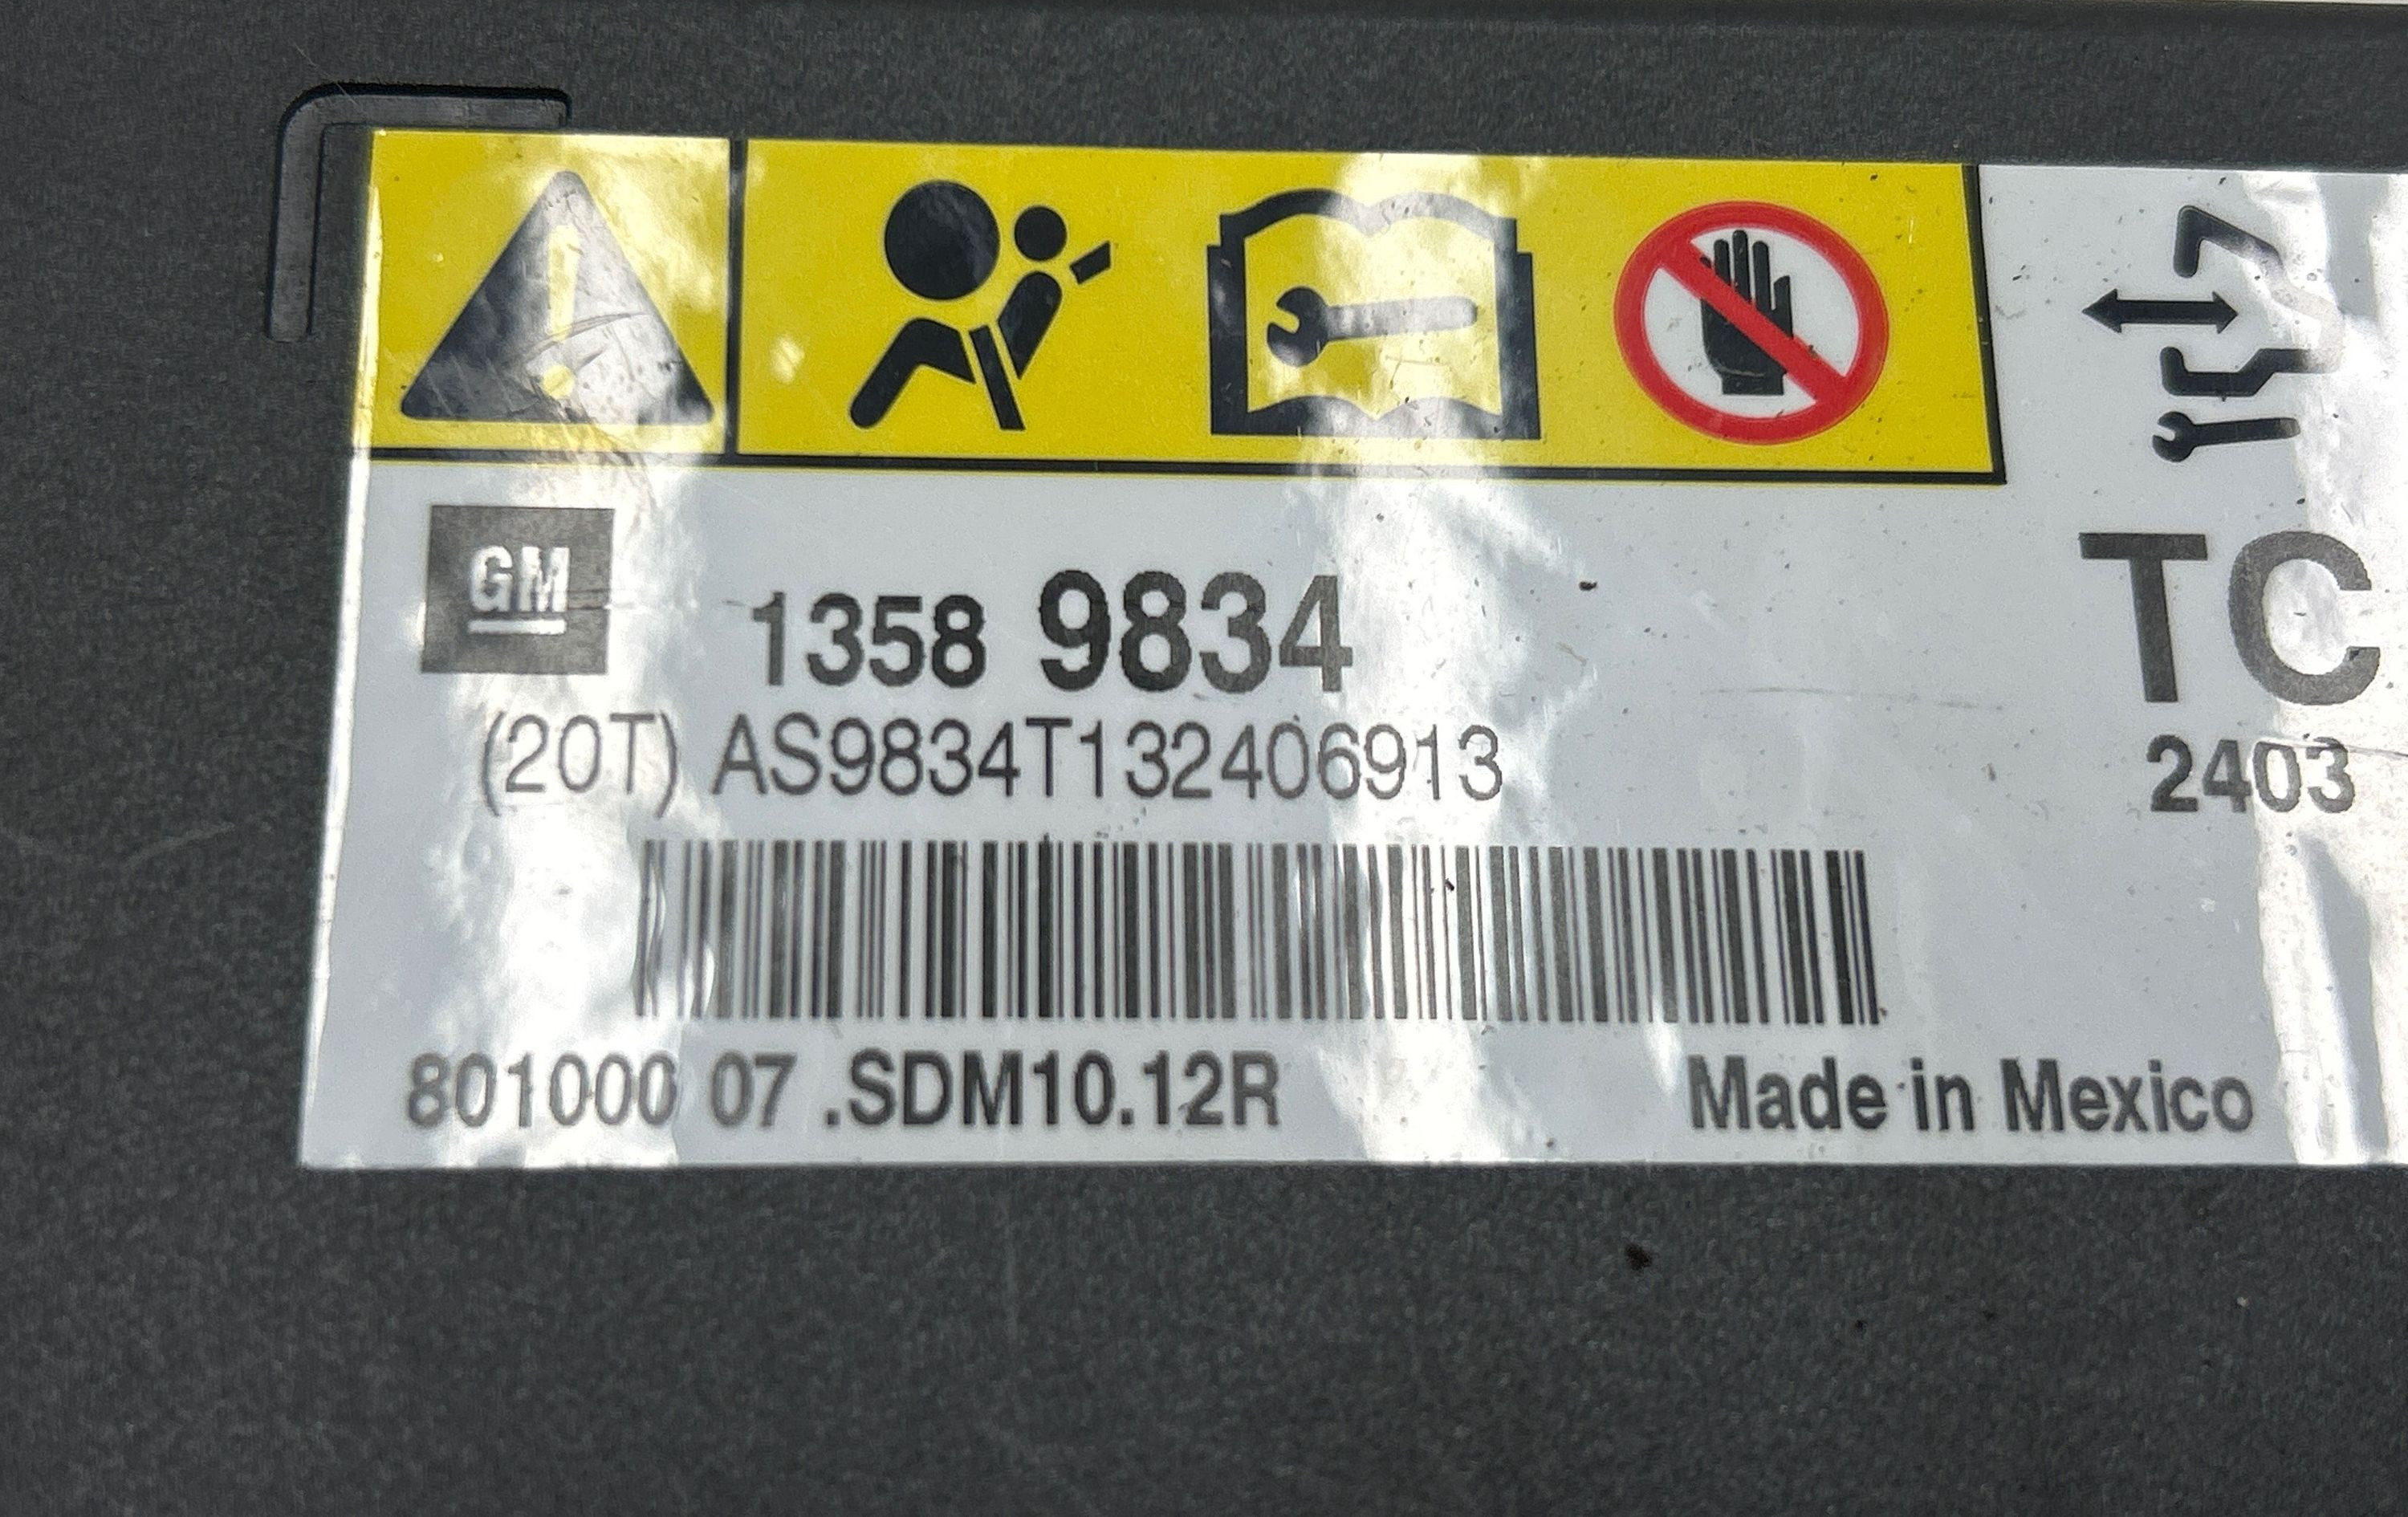 GM
1358 9834
TC
(20T) AS9834T132406913
2403
801000 07 .SDM10.12R
Made in Mexico